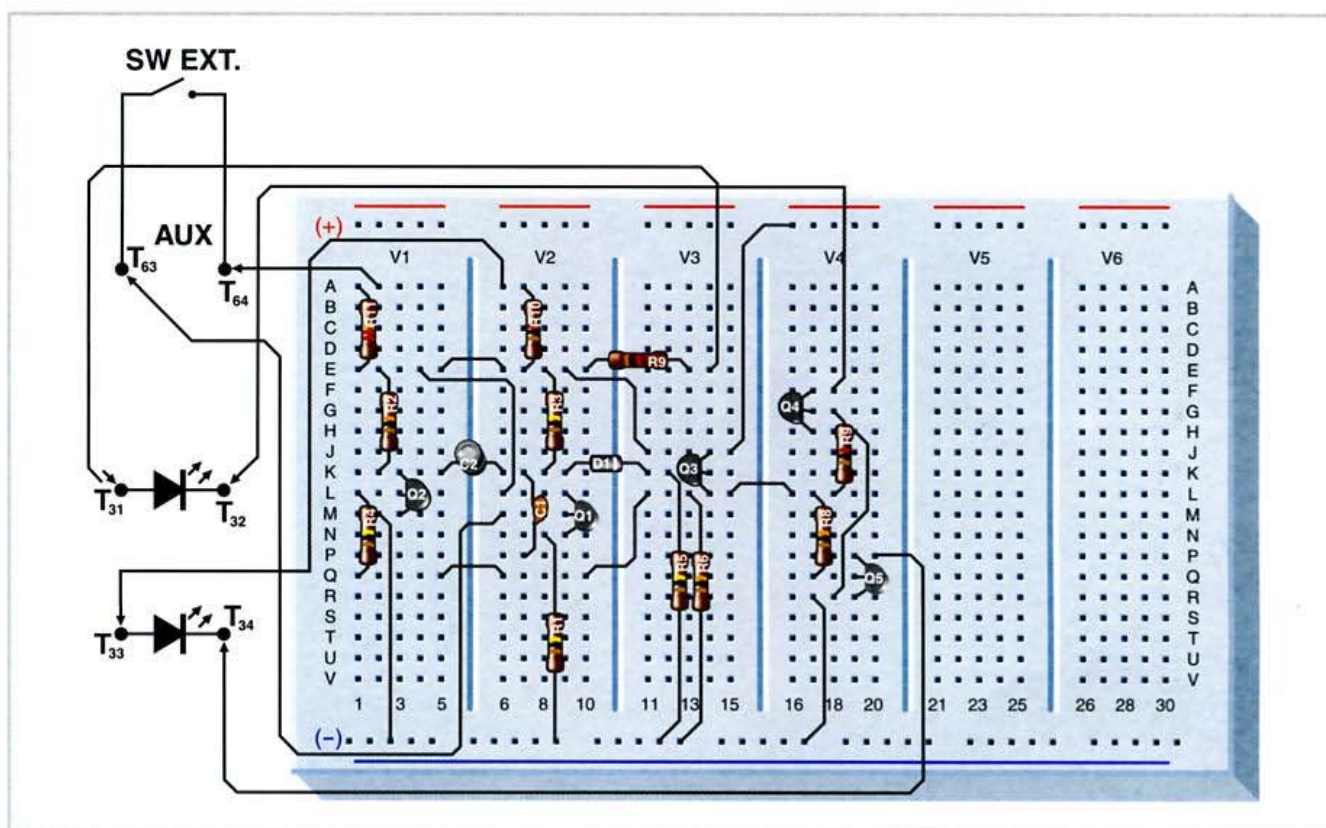 SW EXT.
AUX
T63
T64
T31
T32
T33
T34
(+)
V1 V2 V3 V4 V5 V6
A A
B B
C C
D D
E E
F F
G G
H H
J J
K K
L L
M M
N N
P P
Q Q
R R
S S
T T
U U
V V
R11
R10
R9
R2
R3
Q4
R9
C2
D1
Q3
Q2
C1
Q1
R4
R8
R5
R6
Q5
R1
1 3 5 6 8 10 11 13 15 16 18 20 21 23 25 26 28 30
(-)